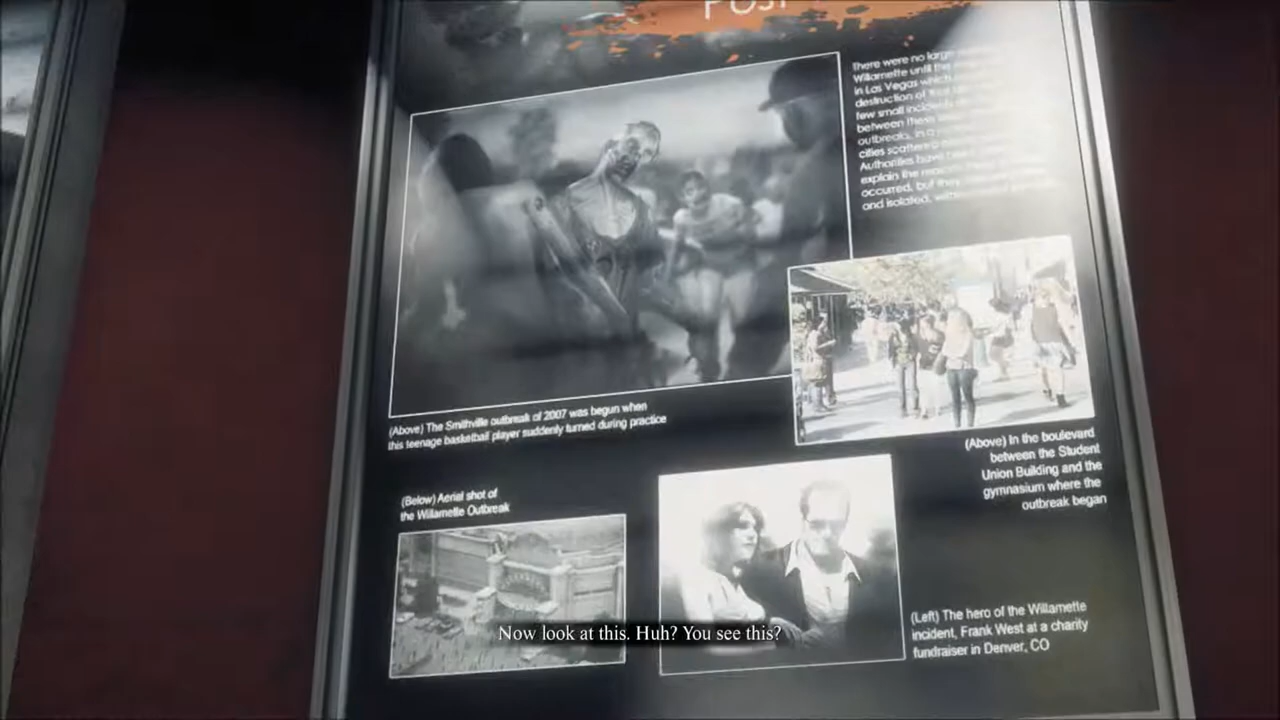 POST
There were no large
Willamette until the
in Las Vegas which
destruction of
few small incidents
between these
outbreaks, in a
cities scattered
Authorities have
explain the
occurred, but they
and isolated,
(Above) The Smithville outbreak of 2007 was begun when
this teenage basketball player suddenly turned during practice
(Above) In the boulevard
between the Student
Union Building and the
gymnasium where the
outbreak began
(Below) Aerial shot of
the Willamette Outbreak
(Left) The hero of the Willamette
incident, Frank West at a charity
fundraiser in Denver, CO
Now look at this. Huh? You see this?